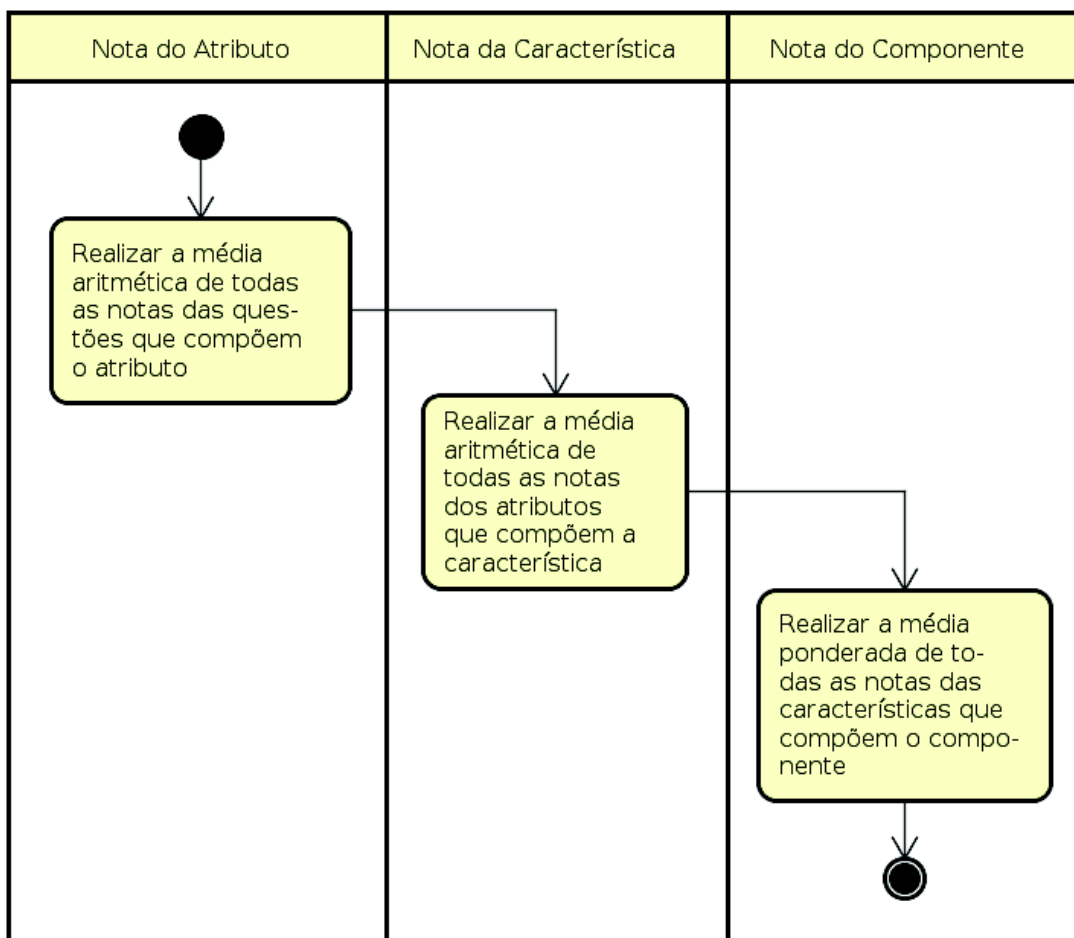 Nota do Atributo
Nota da Característica
Nota do Componente
Realizar a média
aritmética de todas
as notas das ques-
tões que compõem
o atributo
Realizar a média
aritmética de
todas as notas
dos atributos
que compõem a
característica
Realizar a média
ponderada de to-
das as notas das
características que
compõem o compo-
nente